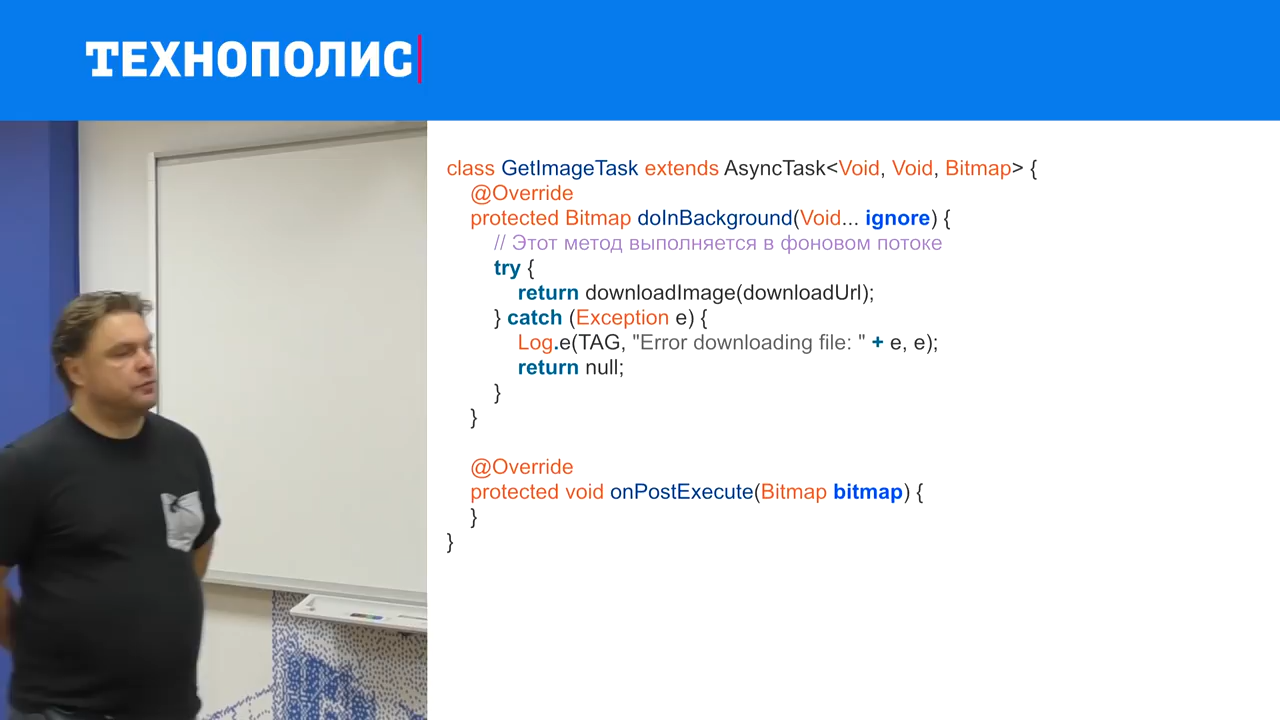 ТЕХНОПОЛИС
class GetImageTask extends AsyncTask<Void, Void, Bitmap> {
@Override
protected Bitmap doInBackground(Void... ignore) {
// Этот метод выполняется в фоновом потоке
try {
return downloadImage(downloadUrl);
} catch (Exception e) {
Log.e(TAG, "Error downloading file: " + e, e);
return null;
}
}
@Override
protected void onPostExecute(Bitmap bitmap) {
}
}